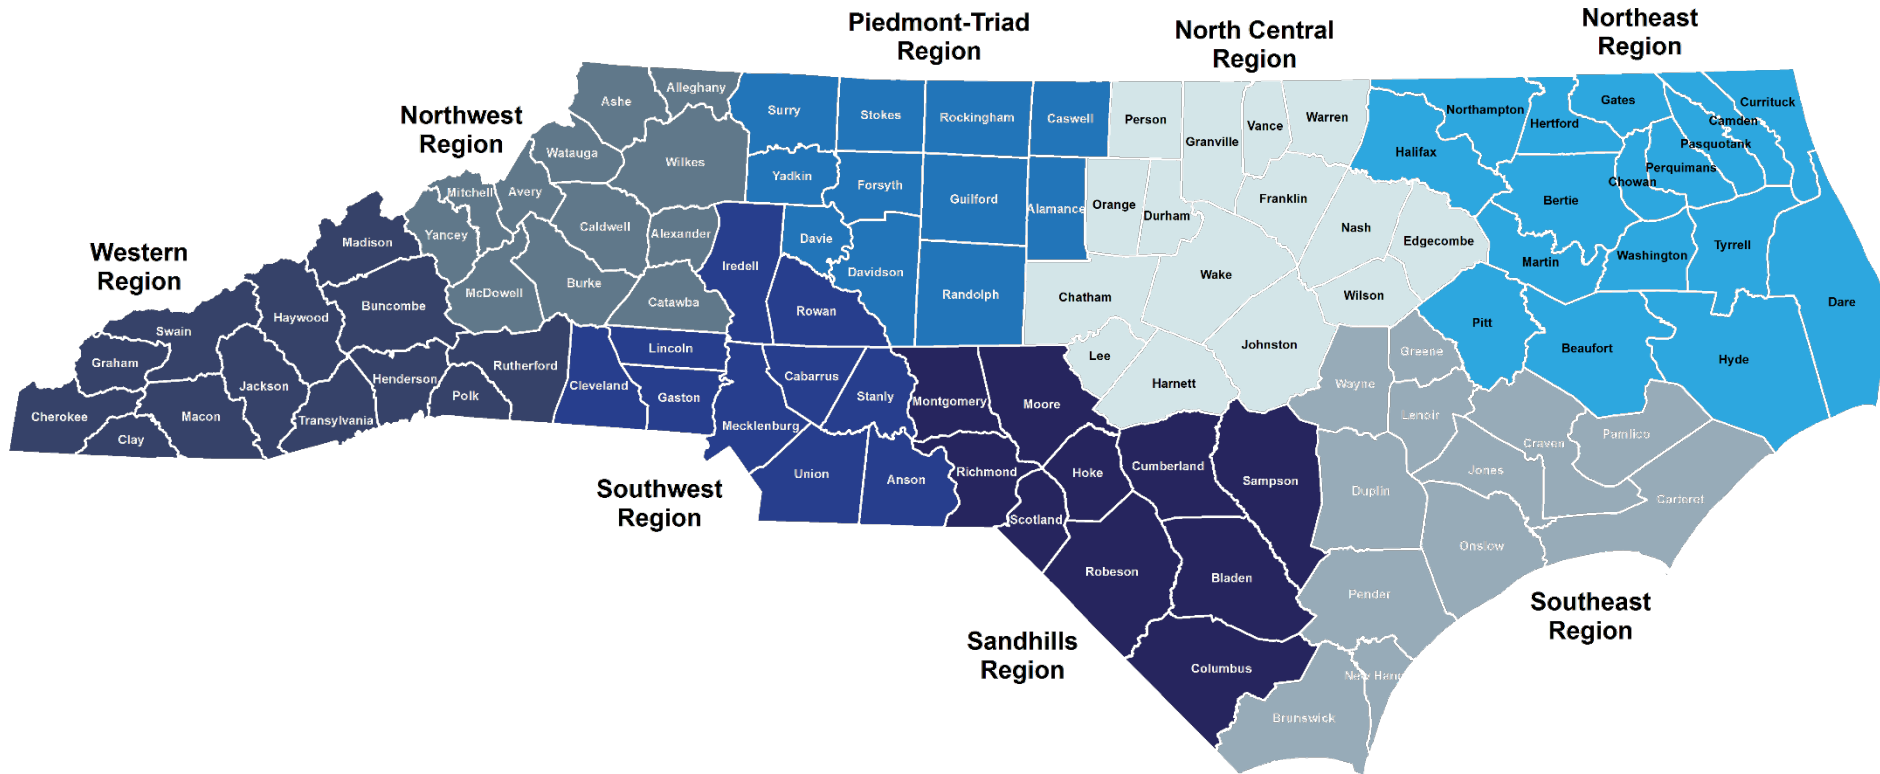 Piedmont-Triad
Region
North Central
Region
Northeast
Region
Northwest
Region
Western
Region
Southwest
Region
Sandhills
Region
Southeast
Region
Ashe
Alleghany
Watauga
Wilkes
Mitchell
Avery
Yancey
Caldwell
Alexander
McDowell
Burke
Catawba
Madison
Buncombe
Haywood
Swain
Graham
Jackson
Henderson
Rutherford
Polk
Cherokee
Clay
Macon
Transylvania
Surry
Stokes
Rockingham
Caswell
Yadkin
Forsyth
Guilford
Alamance
Davie
Davidson
Randolph
Iredell
Rowan
Cleveland
Lincoln
Gaston
Cabarrus
Stanly
Mecklenburg
Union
Anson
Person
Granville
Vance
Warren
Orange
Durham
Franklin
Nash
Edgecombe
Wake
Chatham
Wilson
Lee
Johnston
Harnett
Northampton
Halifax
Hertford
Gates
Currituck
Camden
Pasquotank
Perquimans
Chowan
Bertie
Martin
Washington
Tyrrell
Dare
Pitt
Beaufort
Hyde
Montgomery
Moore
Richmond
Hoke
Cumberland
Sampson
Scotland
Robeson
Bladen
Columbus
Wayne
Greene
Lenoir
Craven
Pamlico
Jones
Carteret
Duplin
Onslow
Pender
New Han
Brunswick